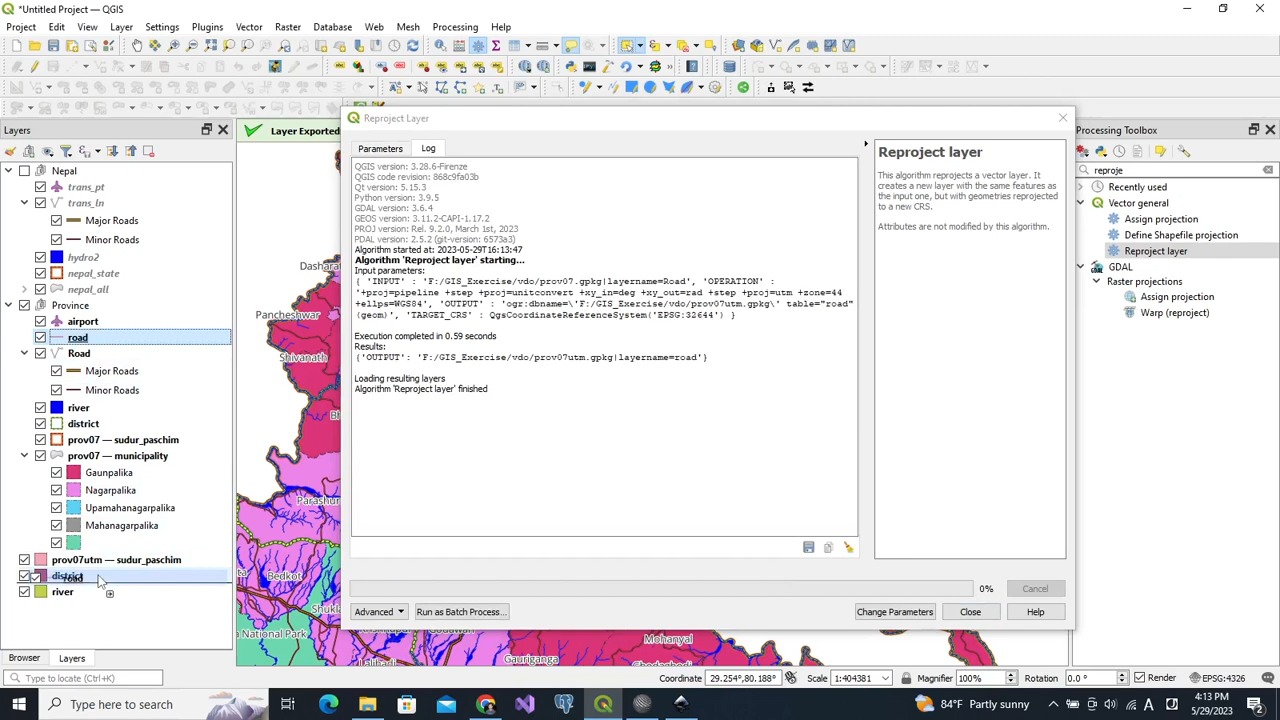 *Untitled Project — QGIS
Project Edit View Layer Settings Plugins Vector Raster Database Web Mesh Processing Help
Layers
Layer Exported
Reproject Layer
Processing Toolbox
Parameters Log
Nepal
trans_pt
trans_ln
Major Roads
Minor Roads
hydro2
nepal_state
nepal_all
Province
airport
road
Road
Major Roads
Minor Roads
river
district
prov07 — sudur_paschim
prov07 — municipality
Gaunpalika
Nagarpalika
Upamahanagarpalika
Mahanagarpalika
prov07utm — sudur_paschim
district
road
river
Browser Layers
QGIS version: 3.28.6-Firenze
QGIS code revision: 868c9fa03b
Qt version: 5.15.3
Python version: 3.9.5
GDAL version: 3.6.4
GEOS version: 3.11.2-CAPI-1.17.2
PROJ version: Rel. 9.2.0, March 1st, 2023
PDAL version: 2.5.2 (git-version: 6573a3)
Algorithm started at: 2023-05-29T16:13:47
Algorithm 'Reproject layer' starting...
Input parameters:
{ 'INPUT' : 'F:/GIS_Exercise/vdo/prov07.gpkg|layername=Road', 'OPERATION' :
'+proj=pipeline +step +proj=unitconvert +xy_in=deg +xy_out=rad +step +proj=utm +zone=44
+ellps=WGS84', 'OUTPUT' : 'ogr:dbname=\'F:/GIS_Exercise/vdo/prov07utm.gpkg\' table="road"
(geom)', 'TARGET_CRS' : QgsCoordinateReferenceSystem('EPSG:32644') }
Execution completed in 0.59 seconds
Results:
{'OUTPUT': 'F:/GIS_Exercise/vdo/prov07utm.gpkg|layername=road'}
Loading resulting layers
Algorithm 'Reproject layer' finished
Reproject layer
This algorithm reprojects a vector layer. It
creates a new layer with the same features as
the input one, but with geometries reprojected
to a new CRS.
Attributes are not modified by this algorithm.
0% Cancel
Advanced Run as Batch Process... Change Parameters Close Help
reproje
Recently used
Vector general
Assign projection
Define Shapefile projection
Reproject layer
GDAL
Raster projections
Assign projection
Warp (reproject)
Pancheshwar
Shivanath
Bedkot
Mohanyal
Gauriganga
Type to locate (Ctrl+K) Coordinate 29.254°,80.188° Scale 1:404381 Magnifier 100% Rotation 0.0 ° Render EPSG:4326
Type here to search
84°F Partly sunny
4:13 PM
5/29/2023
2